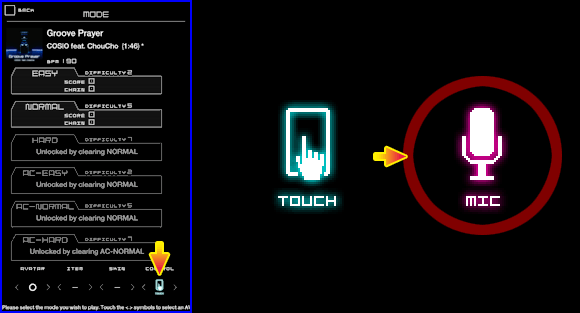 BACK
MODE
Groove Prayer
COSIO feat. ChouCho (1:46) *
BPM 190
Groove Prayer
EASY DIFFICULTY 2
SCORE 0
CHAIN 0
NORMAL DIFFICULTY 5
SCORE 0
CHAIN 0
HARD DIFFICULTY 7
Unlocked by clearing NORMAL
AC-EASY DIFFICULTY 2
Unlocked by clearing NORMAL
AC-NORMAL DIFFICULTY 5
Unlocked by clearing NORMAL
AC-HARD DIFFICULTY 7
Unlocked by clearing AC-NORMAL
AVATAR ITEM SKIN CONTROL
< > < — > < — > < TOUCH >
Please select the mode you wish to play. Touch the < > symbols to select an AV
TOUCH
MIC